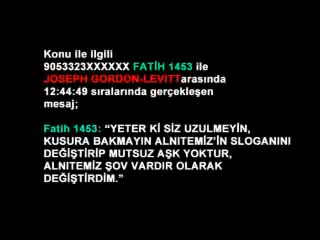 Konu ile ilgili
9053323XXXXXX FATİH 1453 ile
JOSEPH GORDON-LEVITTarasında
12:44:49 sıralarında gerçekleşen
mesaj;
Fatih 1453: “YETER Kİ SİZ UZULMEYİN,
KUSURA BAKMAYIN ALNITEMİZ'İN SLOGANINI
DEĞİŞTİRİP MUTSUZ AŞK YOKTUR,
ALNITEMİZ ŞOV VARDIR OLARAK
DEĞİŞTİRDİM.”